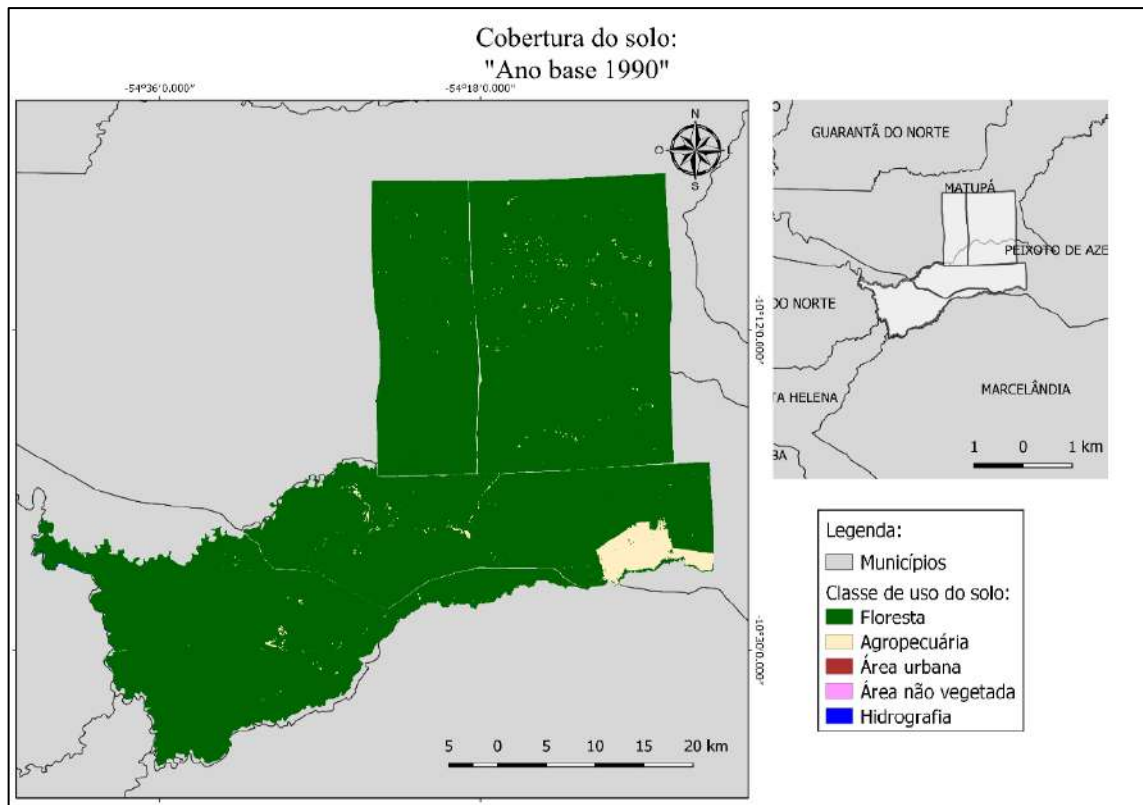 Cobertura do solo:
"Ano base 1990"
-54°36'0.000"
-54°18'0.000"
N
O
L
S
-10°12'0.000"
-10°30'0.000"
5 0 5 10 15 20 km
O
GUARANTÃ DO NORTE
MATUPÁ
PEIXOTO DE AZE
DO NORTE
TA HELENA
MARCELÂNDIA
BA
1 0 1 km
Legenda:
Municípios
Classe de uso do solo:
Floresta
Agropecuária
Área urbana
Área não vegetada
Hidrografia